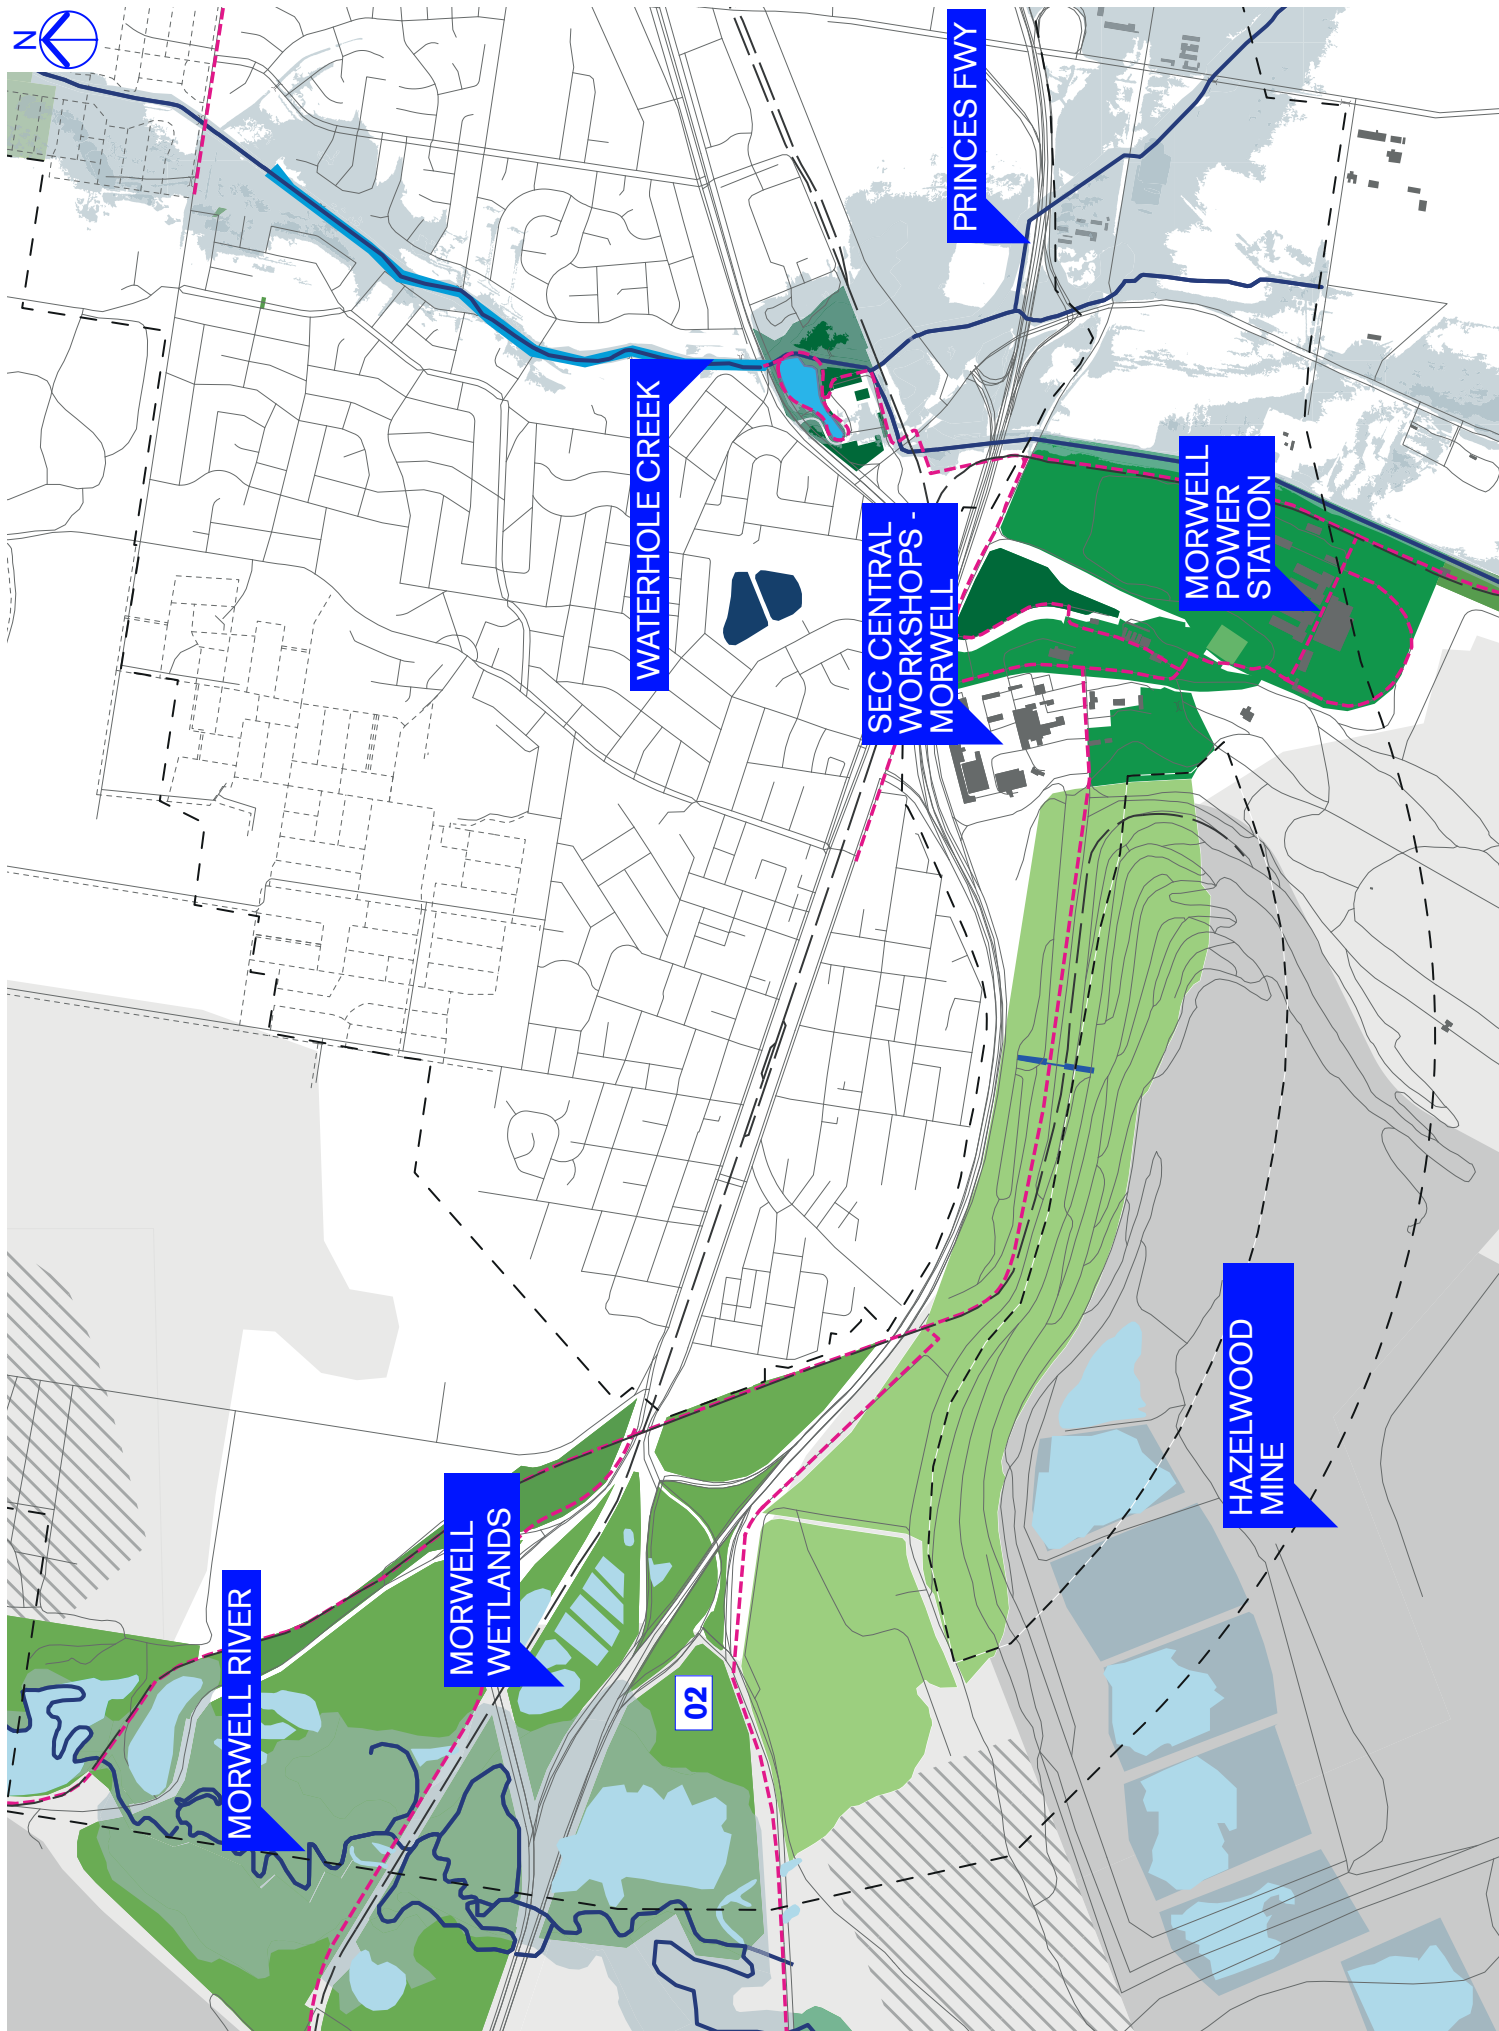 N
PRINCES FWY
WATERHOLE CREEK
SEC CENTRAL
WORKSHOPS -
MORWELL
MORWELL
POWER
STATION
HAZELWOOD
MINE
MORWELL
WETLANDS
MORWELL RIVER
02